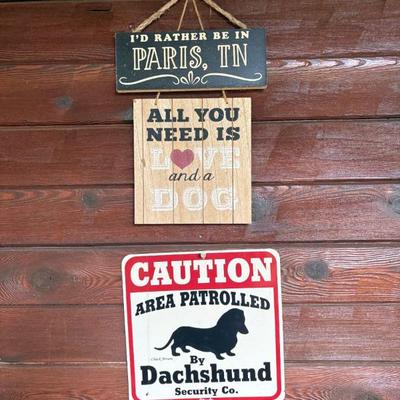 I'D RATHER BE IN
PARIS, TN
ALL YOU
NEED IS
LOVE
and a
DOG
CAUTION
AREA PATROLLED
By
Dachshund
Security Co.